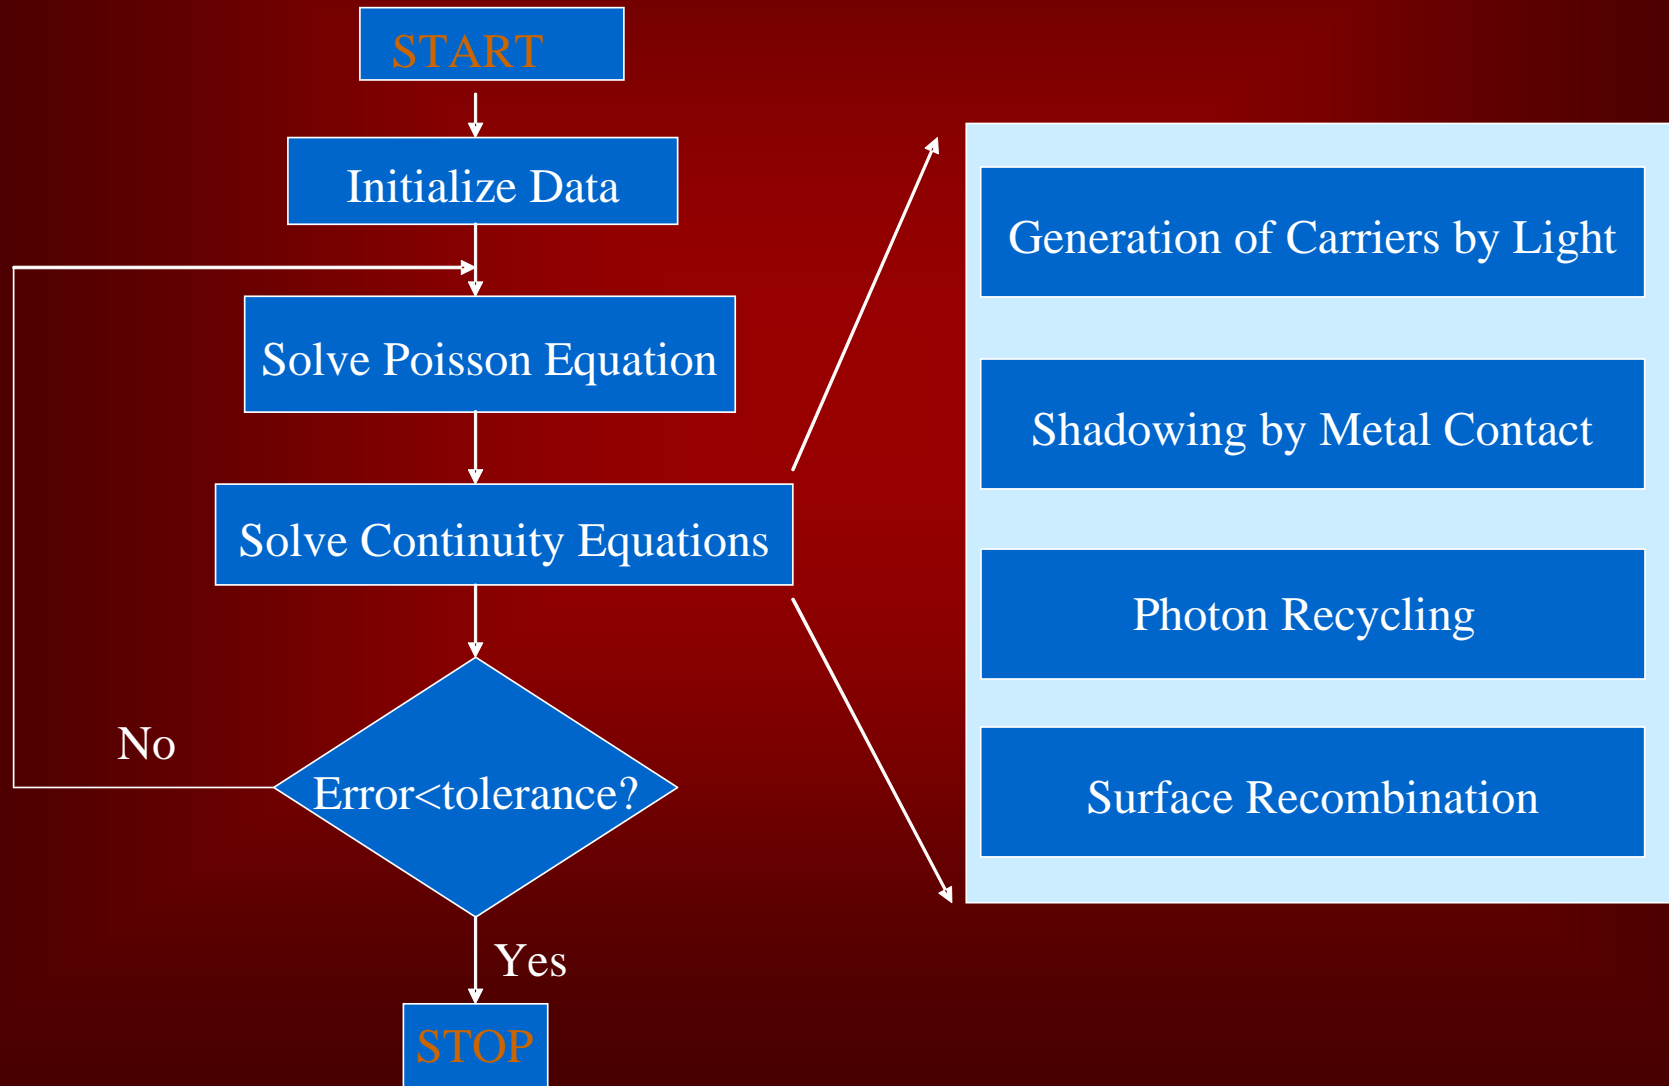 START
Initialize Data
Solve Poisson Equation
Solve Continuity Equations
Error<tolerance?
No
Yes
STOP
Generation of Carriers by Light
Shadowing by Metal Contact
Photon Recycling
Surface Recombination